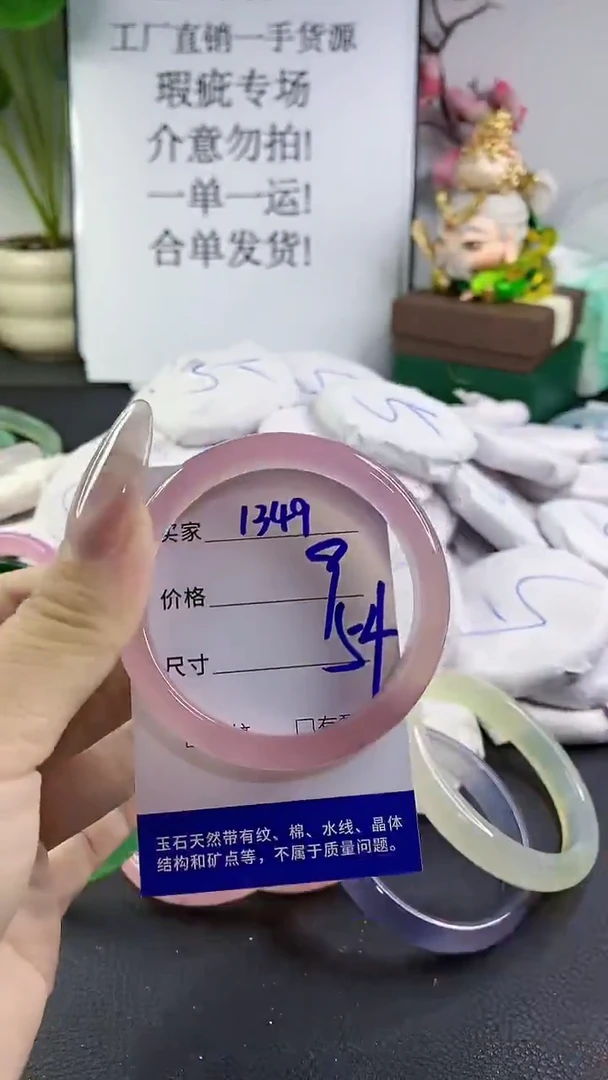 工厂直销一手货源
瑕疵专场
介意勿拍!
一单一运!
合单发货!
买家 1349
价格 9
尺寸 54
玉石天然带有纹、棉、水线、晶体
结构和矿点等，不属于质量问题。